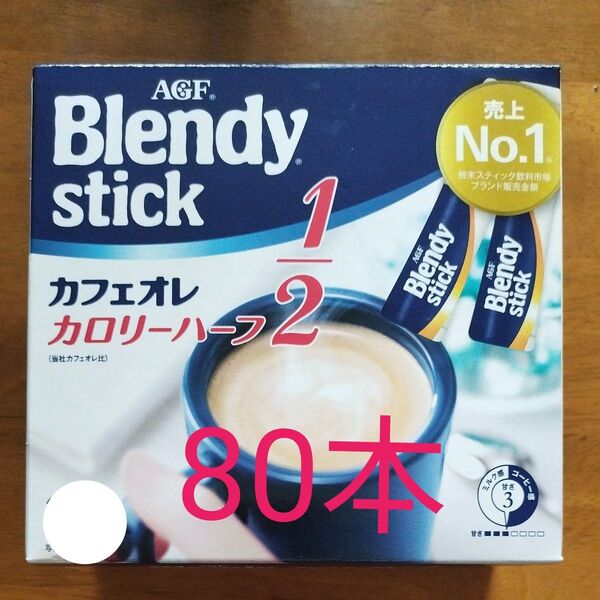 AGF
Blendy®
stick
売上
No.1※
粉末スティック飲料市場
ブランド販売金額
AGF
Blendy
stick
AGF
Blendy
stick
カフェオレ
カロリーハーフ
1/2
(当社カフェオレ比)
80本
ミルク感
コーヒー感
甘さ
3
甘さ